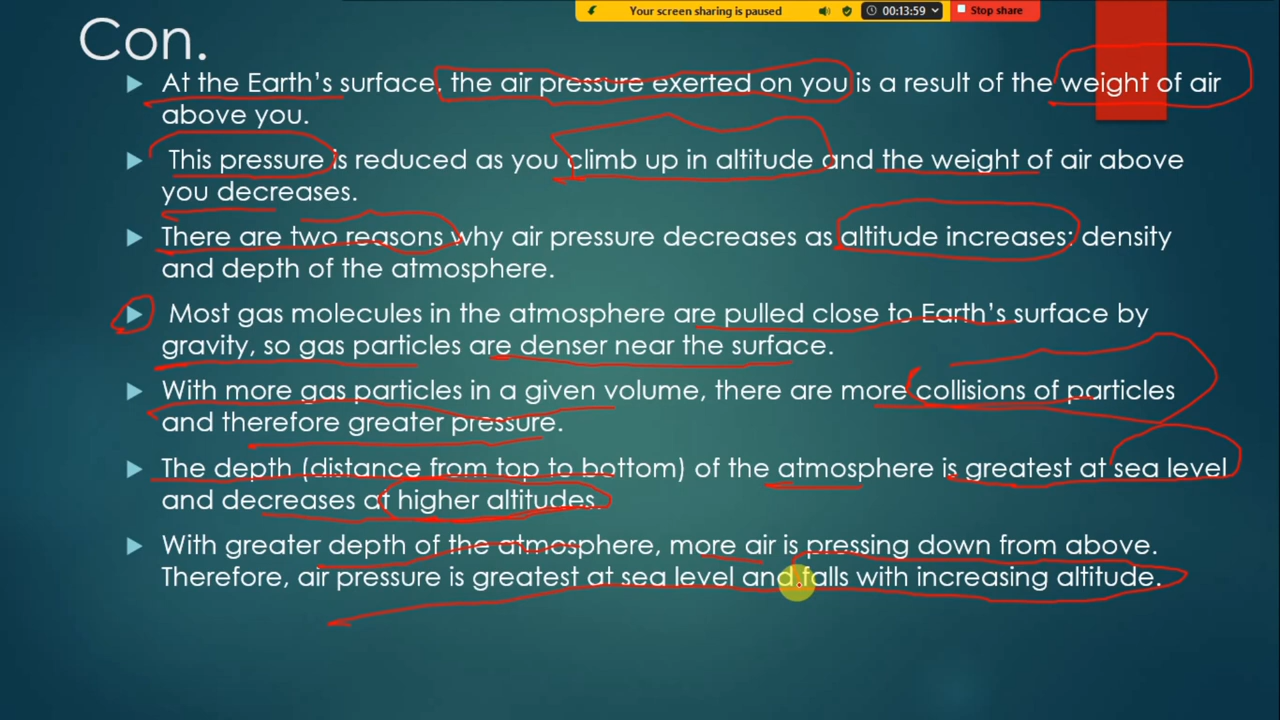 Your screen sharing is paused
00:13:59
Stop share
Con.
At the Earth's surface, the air pressure exerted on you is a result of the weight of air
above you.
This pressure is reduced as you climb up in altitude and the weight of air above
you decreases.
There are two reasons why air pressure decreases as altitude increases: density
and depth of the atmosphere.
Most gas molecules in the atmosphere are pulled close to Earth's surface by
gravity, so gas particles are denser near the surface.
With more gas particles in a given volume, there are more collisions of particles
and therefore greater pressure.
The depth (distance from top to bottom) of the atmosphere is greatest at sea level
and decreases at higher altitudes.
With greater depth of the atmosphere, more air is pressing down from above.
Therefore, air pressure is greatest at sea level and falls with increasing altitude.